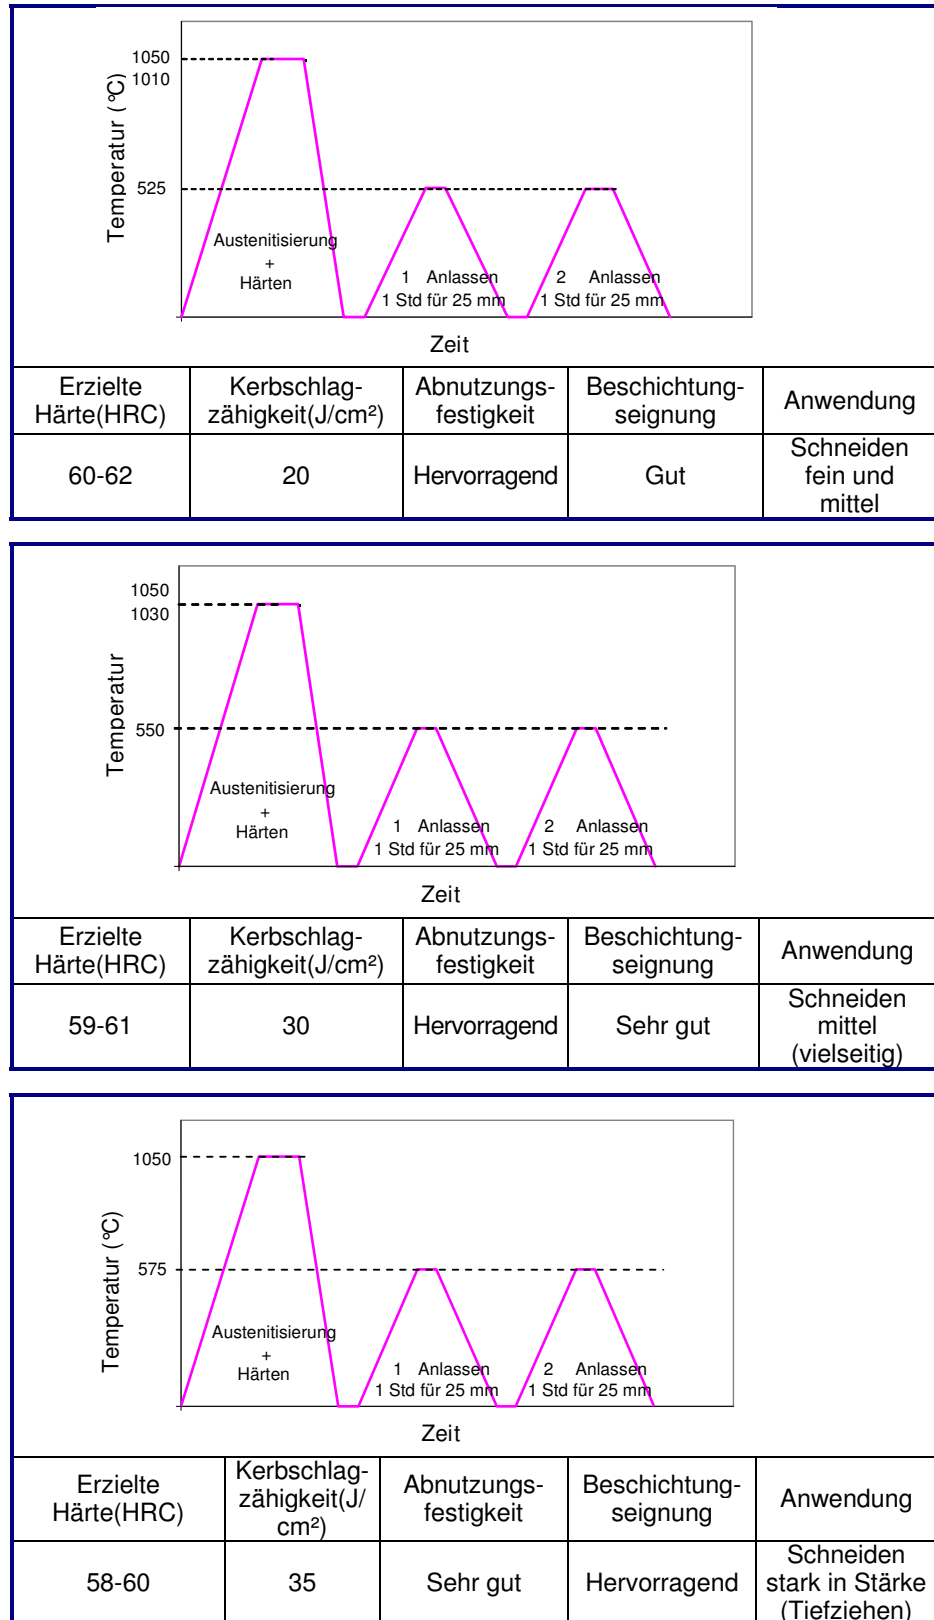 1050
1010
Temperatur (°C)
525
Austenitisierung
+
Härten
1 Anlassen
1 Std für 25 mm
2 Anlassen
1 Std für 25 mm
Zeit
Erzielte
Härte(HRC)
Kerbschlag-
zähigkeit(J/cm²)
Abnutzungs-
festigkeit
Beschichtung-
seignung
Anwendung
60-62
20
Hervorragend
Gut
Schneiden
fein und
mittel
1050
1030
Temperatur
550
Austenitisierung
+
Härten
1 Anlassen
1 Std für 25 mm
2 Anlassen
1 Std für 25 mm
Zeit
Erzielte
Härte(HRC)
Kerbschlag-
zähigkeit(J/cm²)
Abnutzungs-
festigkeit
Beschichtung-
seignung
Anwendung
59-61
30
Hervorragend
Sehr gut
Schneiden
mittel
(vielseitig)
1050
Temperatur (°C)
575
Austenitisierung
+
Härten
1 Anlassen
1 Std für 25 mm
2 Anlassen
1 Std für 25 mm
Zeit
Erzielte
Härte(HRC)
Kerbschlag-
zähigkeit(J/
cm²)
Abnutzungs-
festigkeit
Beschichtung-
seignung
Anwendung
58-60
35
Sehr gut
Hervorragend
Schneiden
stark in Stärke
(Tiefziehen)